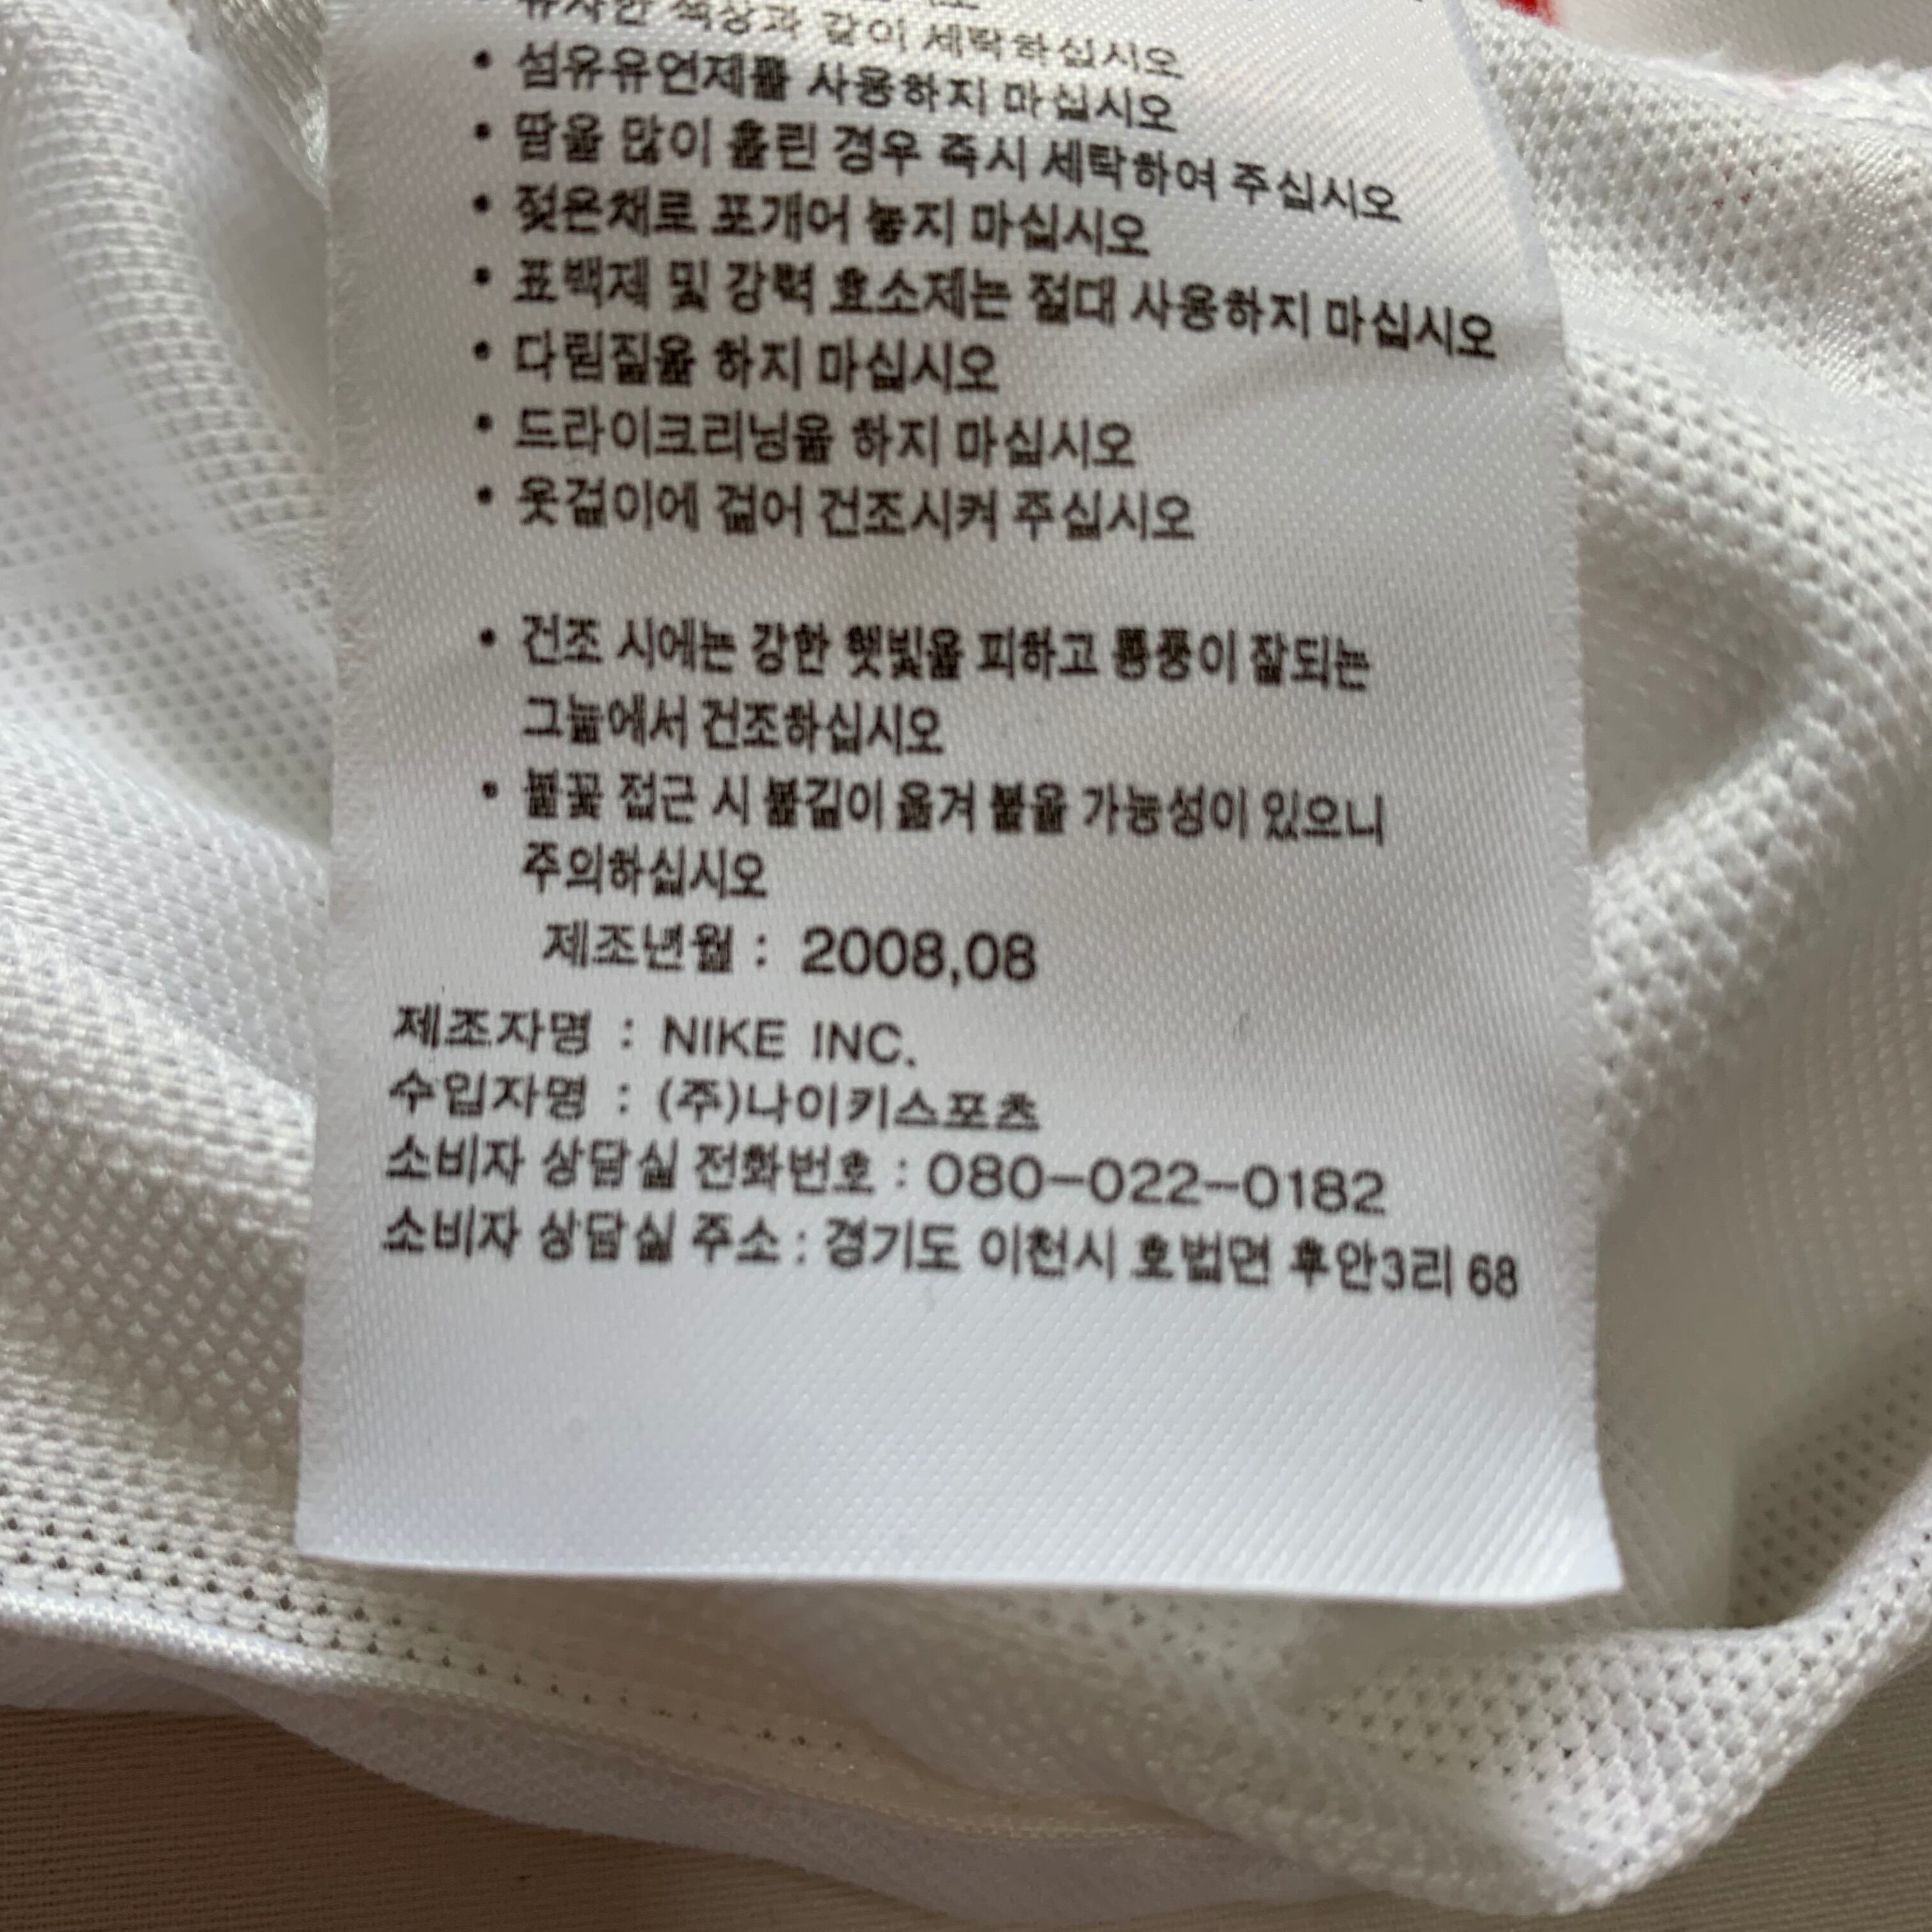 유사한 색상과 같이 세탁하십시오
• 섬유유연제를 사용하지 마십시오
• 땀을 많이 흘린 경우 즉시 세탁하여 주십시오
• 젖은채로 포개어 놓지 마십시오
• 표백제 및 강력 효소제는 절대 사용하지 마십시오
• 다림질을 하지 마십시오
• 드라이크리닝을 하지 마십시오
• 옷걸이에 걸어 건조시켜 주십시오
• 건조 시에는 강한 햇빛을 피하고 통풍이 잘되는
그늘에서 건조하십시오
• 불꽃 접근 시 불길이 옮겨 붙을 가능성이 있으니
주의하십시오
제조년월 : 2008,08
제조자명 : NIKE INC.
수입자명 : (주)나이키스포츠
소비자 상담실 전화번호 : 080-022-0182
소비자 상담실 주소 : 경기도 이천시 호법면 후안3리 68